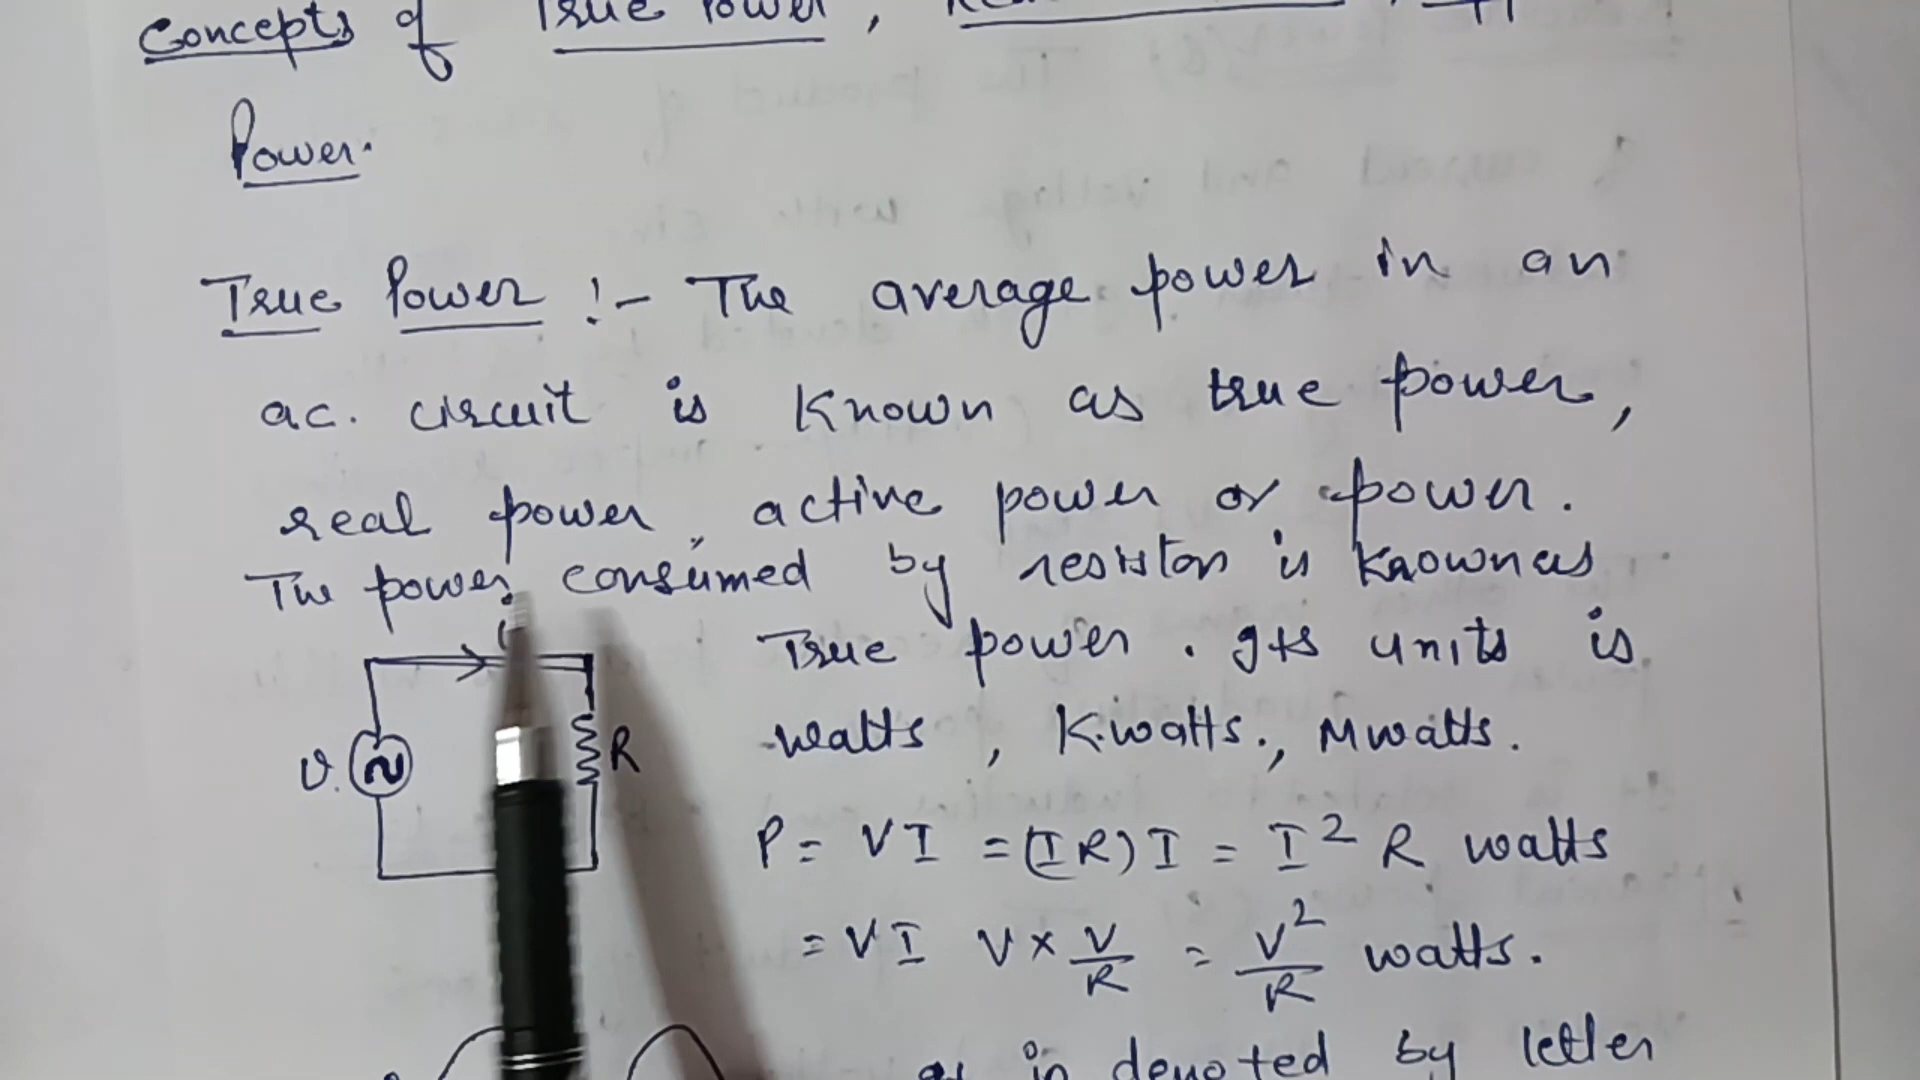 Concepts of True Power,
Power.
True Power :- The average power in an
ac. circuit is known as true power,
real power, active power or power.
The power consumed by resistor is known as
True power. Its units is
watts, K.watts., Mwatts.
V. R
P = VI = (IR) I = I² R watts
= VI V × V/R = V²/R watts.
denoted by letter